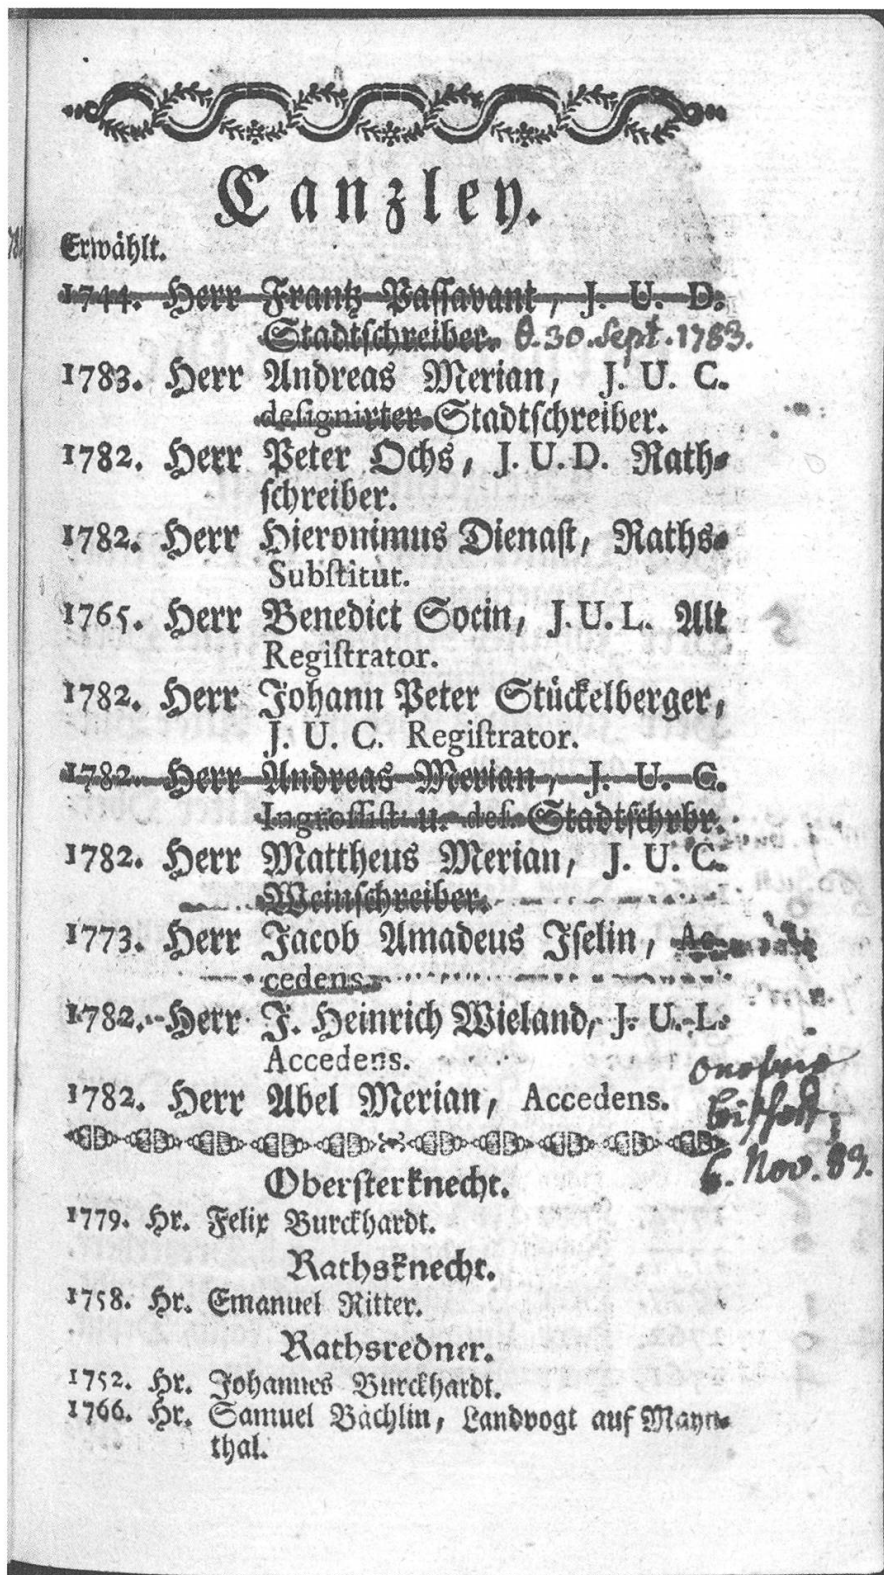 Canzley.
Erwählt.
1744. Herr Frantz Passavant, J. U. D.
Stadtschreiber. 30. Sept. 1783.
1783. Herr Andreas Merian, J. U. C.
designirter Stadtschreiber.
1782. Herr Peter Ochs, J. U. D. Rath-
schreiber.
1782. Herr Hieronimus Dienast, Raths-
Substitut.
1765. Herr Benedict Socin, J. U. L. Alt
Registrator.
1782. Herr Johann Peter Stückelberger,
J. U. C. Registrator.
1782. Herr Andreas Merian, J. U. C.
Ingrossist u. des. Stadtschrbr.
1782. Herr Mattheus Merian, J. U. C.
Weinschreiber.
1773. Herr Jacob Amadeus Iselin, Ac-
cedens.
1782. Herr J. Heinrich Wieland, J. U. L.
Accedens.
1782. Herr Abel Merian, Accedens.
6. Nov. 83.
Obersterknecht.
1779. Hr. Felix Burckhardt.
Rathsknecht.
1758. Hr. Emanuel Ritter.
Rathsredner.
1752. Hr. Johannes Burckhardt.
1766. Hr. Samuel Bächlin, Landvogt auf Mayn-
thal.